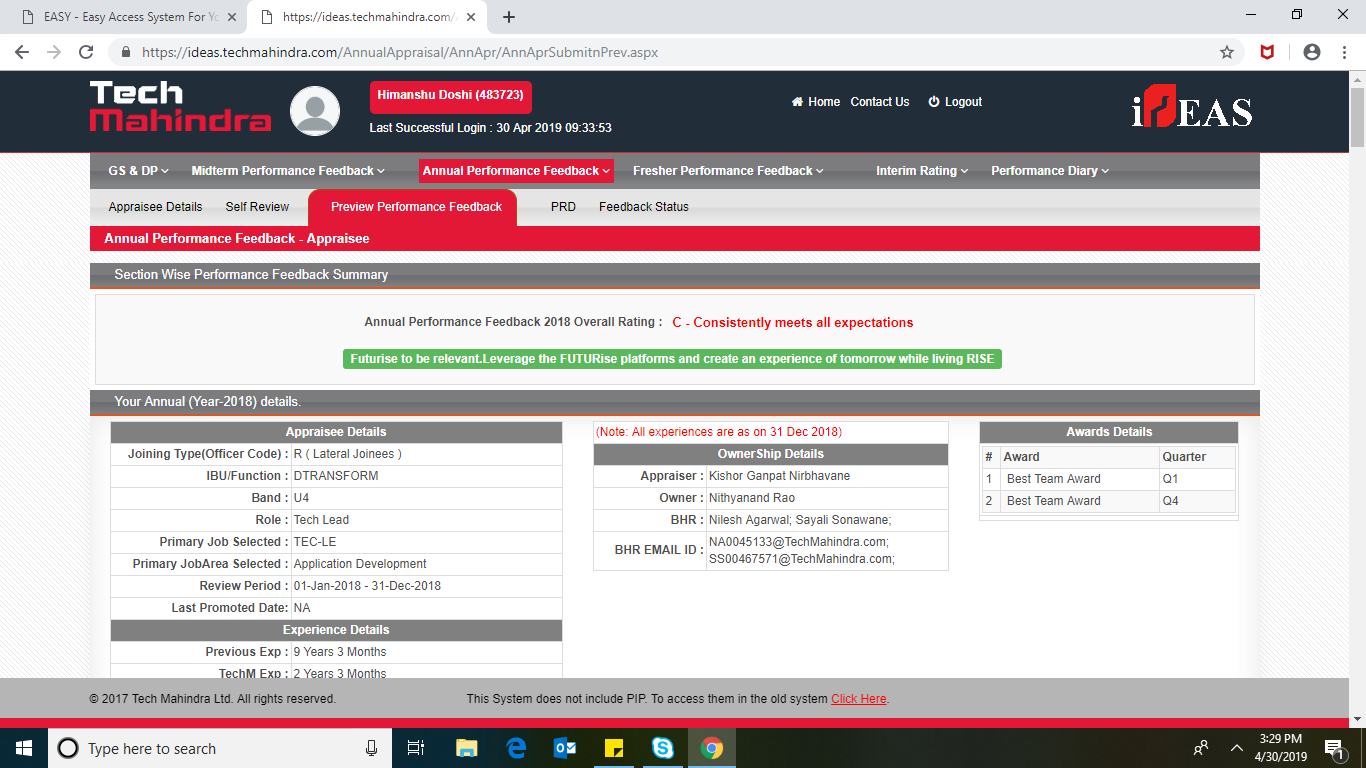 EASY - Easy Access System For Yo
https://ideas.techmahindra.com/A
https://ideas.techmahindra.com/AnnualAppraisal/AnnApr/AnnAprSubmitnPrev.aspx
Tech
Mahindra
Himanshu Doshi (483723)
Last Successful Login : 30 Apr 2019 09:33:53
Home Contact Us Logout
iDEAS
GS & DP Midterm Performance Feedback Annual Performance Feedback Fresher Performance Feedback Interim Rating Performance Diary
Appraisee Details Self Review Preview Performance Feedback PRD Feedback Status
Annual Performance Feedback - Appraisee
Section Wise Performance Feedback Summary
Annual Performance Feedback 2018 Overall Rating : C - Consistently meets all expectations
Futurise to be relevant.Leverage the FUTURise platforms and create an experience of tomorrow while living RISE
Your Annual (Year-2018) details.
Appraisee Details
Joining Type(Officer Code) : R ( Lateral Joinees )
IBU/Function : DTRANSFORM
Band : U4
Role : Tech Lead
Primary Job Selected : TEC-LE
Primary JobArea Selected : Application Development
Review Period : 01-Jan-2018 - 31-Dec-2018
Last Promoted Date: NA
Experience Details
Previous Exp : 9 Years 3 Months
TechM Exp : 2 Years 3 Months
(Note: All experiences are as on 31 Dec 2018)
OwnerShip Details
Appraiser : Kishor Ganpat Nirbhavane
Owner : Nithyanand Rao
BHR : Nilesh Agarwal; Sayali Sonawane;
BHR EMAIL ID : NA0045133@TechMahindra.com;
SS00467571@TechMahindra.com;
Awards Details
# Award Quarter
1 Best Team Award Q1
2 Best Team Award Q4
© 2017 Tech Mahindra Ltd. All rights reserved. This System does not include PIP. To access them in the old system Click Here.
Type here to search
3:29 PM
4/30/2019
1